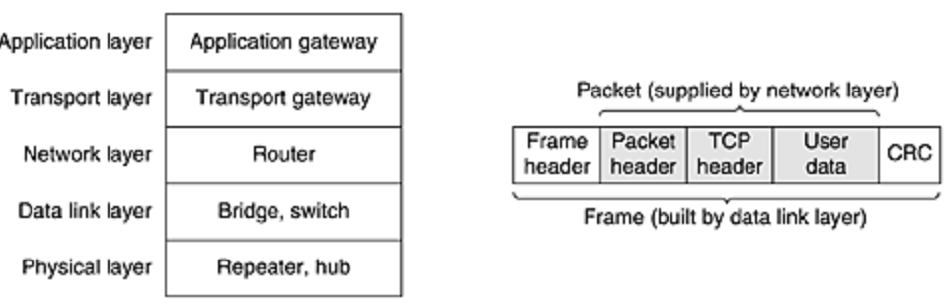 Application layer Application gateway
Transport layer Transport gateway
Network layer Router
Data link layer Bridge, switch
Physical layer Repeater, hub
Packet (supplied by network layer)
Frame header Packet header TCP header User data CRC
Frame (built by data link layer)